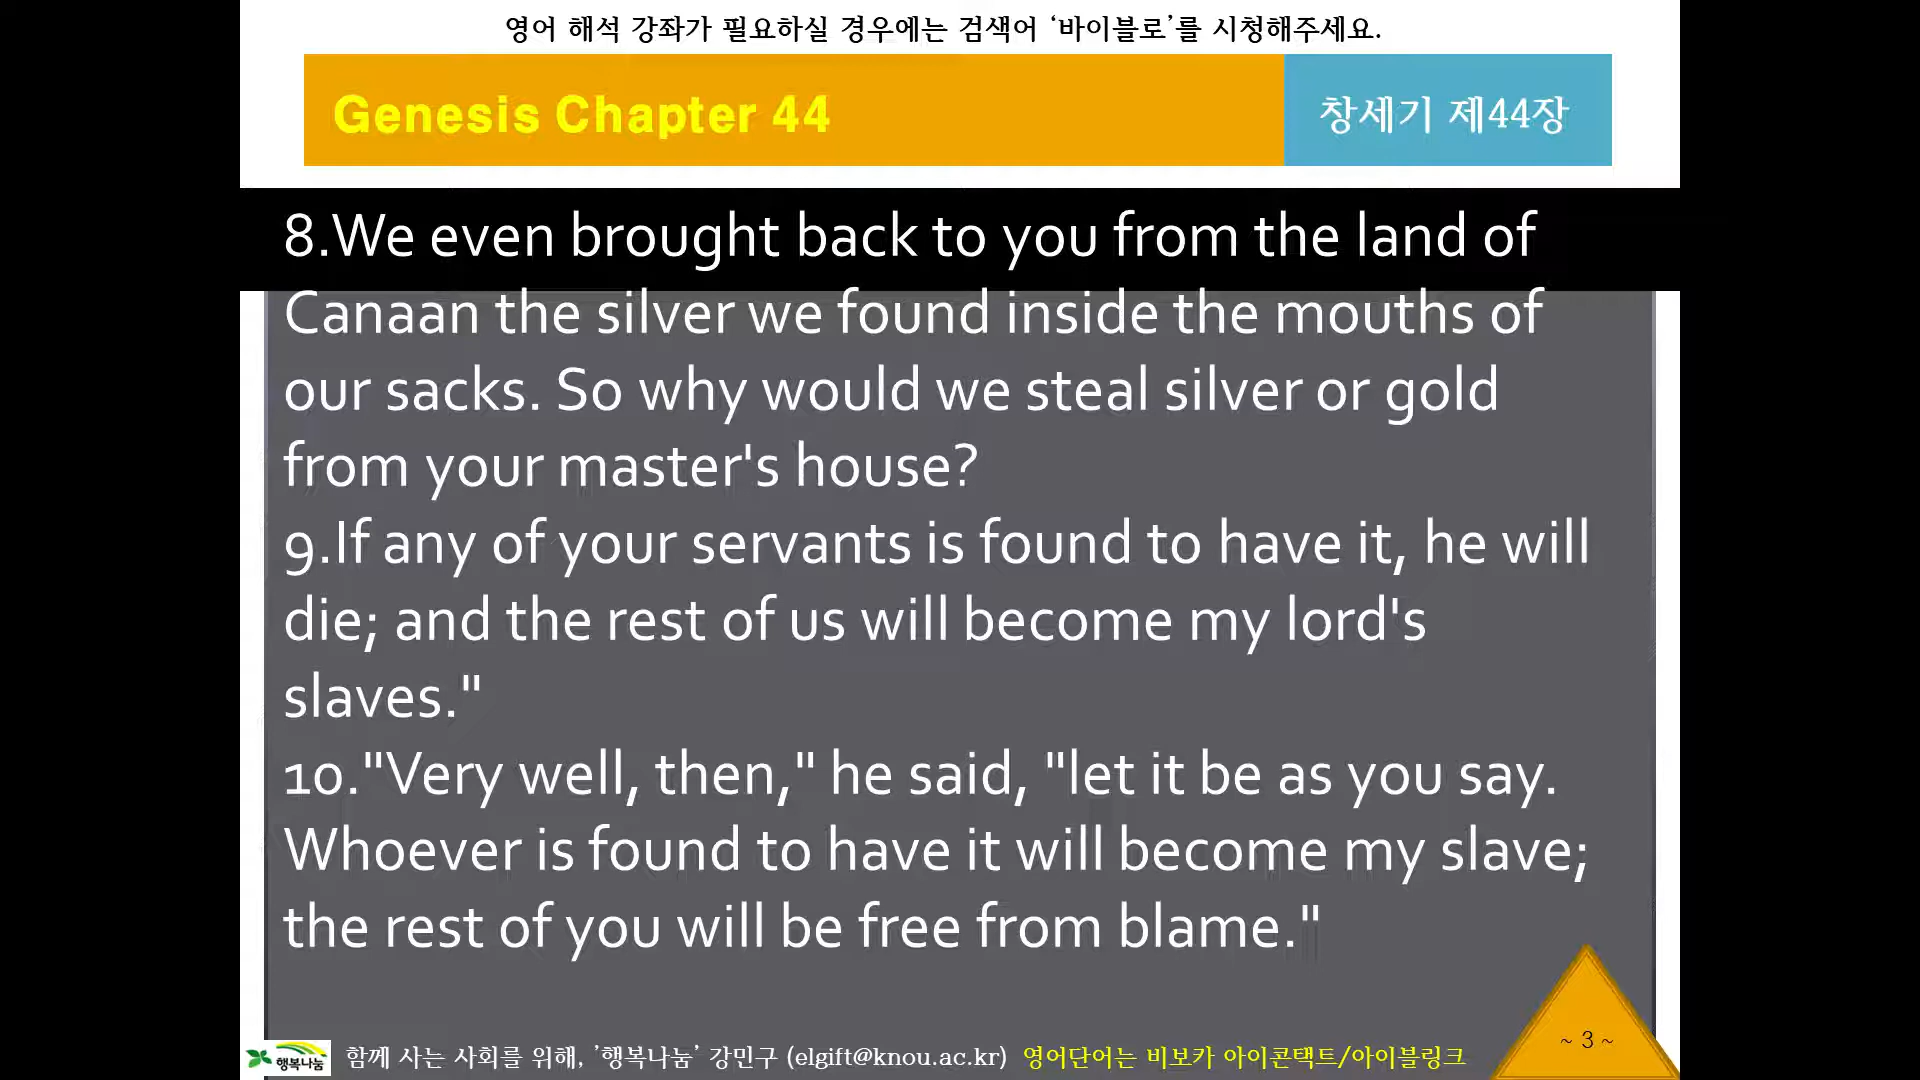 영어 해석 강좌가 필요하실 경우에는 검색어 ‘바이블로’를 시청해주세요.
Genesis Chapter 44
창세기 제44장
8.We even brought back to you from the land of
Canaan the silver we found inside the mouths of
our sacks. So why would we steal silver or gold
from your master's house?
9.If any of your servants is found to have it, he will
die; and the rest of us will become my lord's
slaves."
10."Very well, then," he said, "let it be as you say.
Whoever is found to have it will become my slave;
the rest of you will be free from blame."
~ 3 ~
행복나눔
함께 사는 사회를 위해, ’행복나눔’ 강민구 (elgift@knou.ac.kr) 영어단어는 비보카 아이콘택트/아이블링크